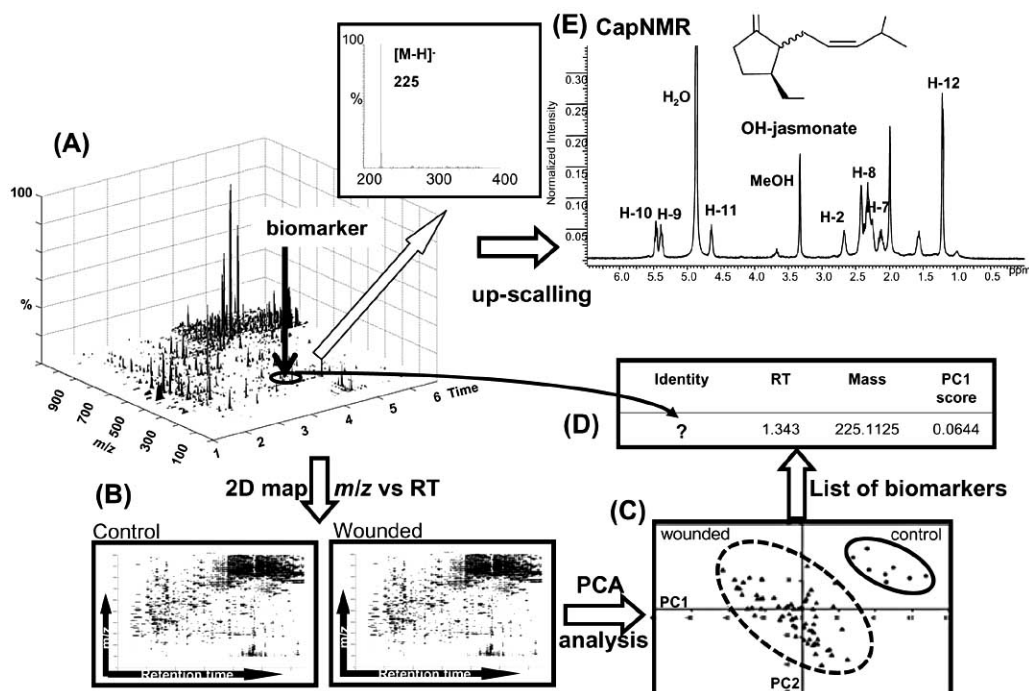 (A)
100
%
biomarker
900
700
500
300
100
m/z
1
2
3
4
5
6
Time
100
%
[M-H]-
225
200
300
400
(E) CapNMR
Normalized Intensity
0.30
0.25
0.20
0.15
0.10
0.05
H-10
H-9
H2O
H-11
MeOH
OH-jasmonate
H-2
H-8
H-7
H-12
6.0 5.5 5.0 4.5 4.0 3.5 3.0 2.5 2.0 1.5 1.0 0.5
ppm
up-scalling
(D)
Identity RT Mass PC1 score
? 1.343 225.1125 0.0644
List of biomarkers
(B)
2D map m/z vs RT
Control
m/z
Retention time
Wounded
m/z
Retention time
PCA
analysis
(C)
wounded
control
PC1
PC2